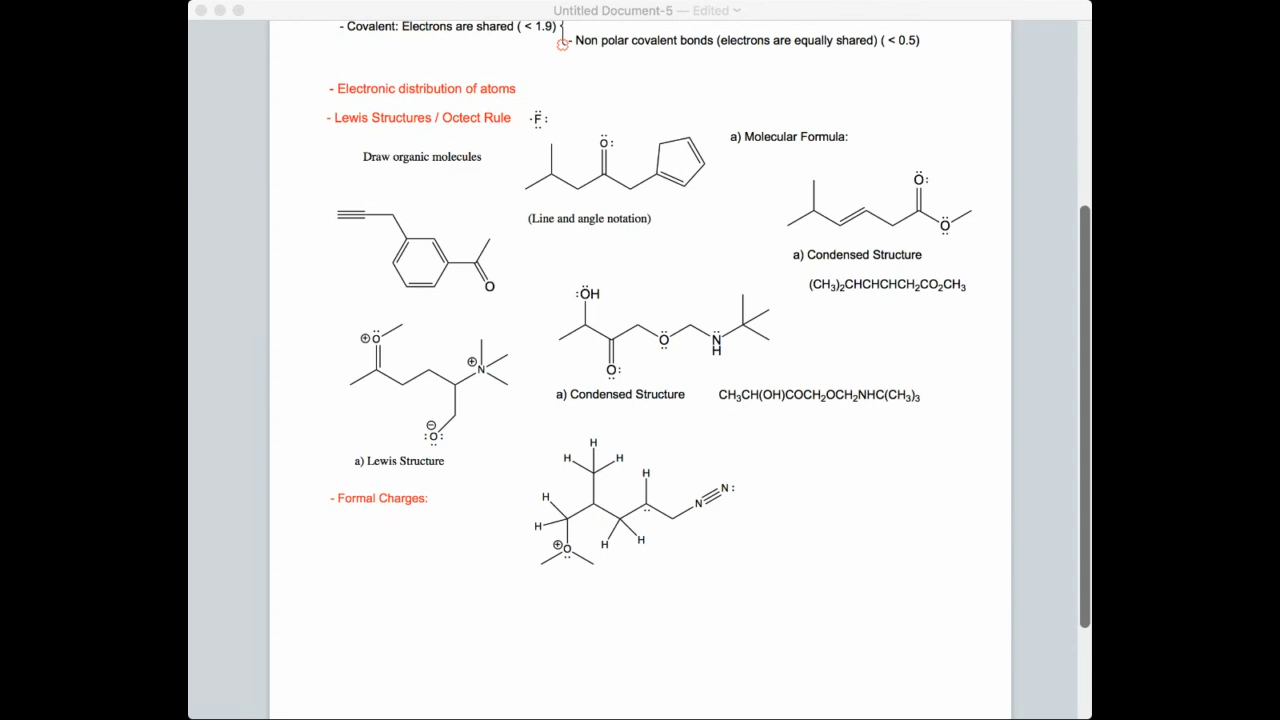 Untitled Document-5 — Edited
- Covalent: Electrons are shared ( < 1.9)
- Non polar covalent bonds (electrons are equally shared) ( < 0.5)
- Electronic distribution of atoms
- Lewis Structures / Octect Rule
F
Draw organic molecules
O
(Line and angle notation)
a) Molecular Formula:
O
O
a) Condensed Structure
(CH₃)₂CHCHCHCH₂CO₂CH₃
O
OH
O
N
H
O
a) Condensed Structure
CH₃CH(OH)COCH₂OCH₂NHC(CH₃)₃
O
N
O
a) Lewis Structure
- Formal Charges:
H
H
H
H
H
H
H
H
O
N
N